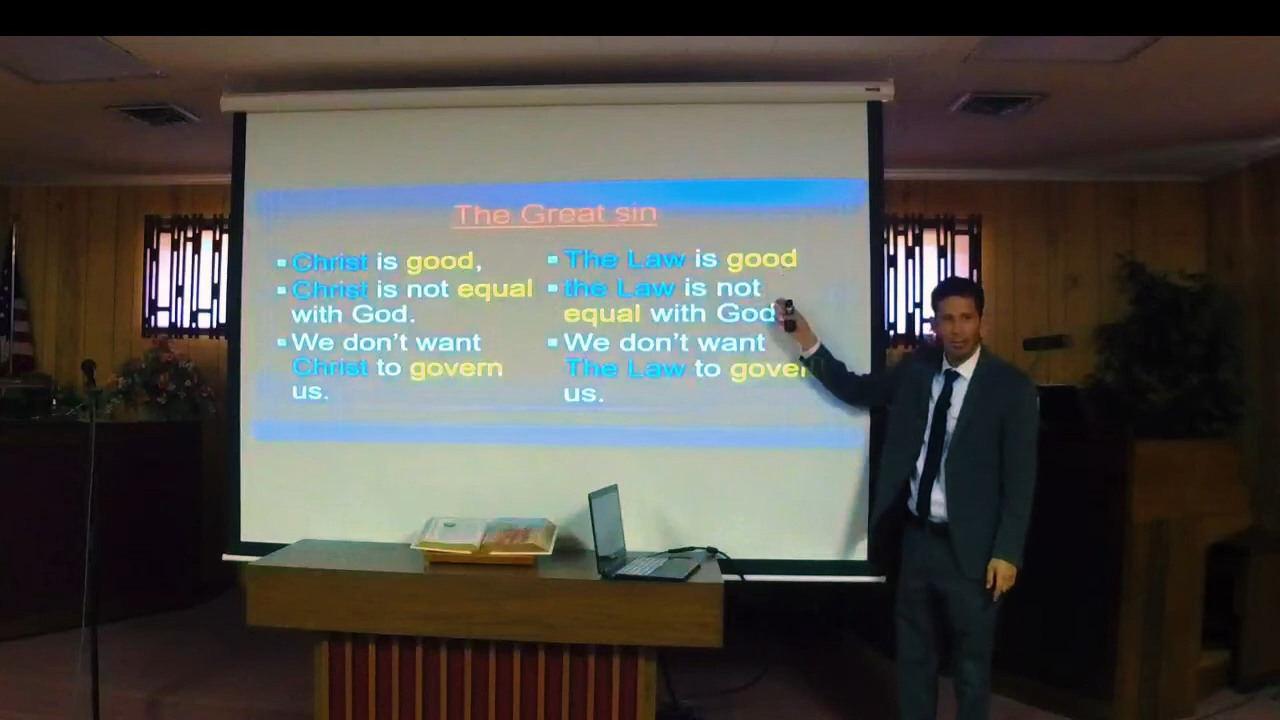 The Great sin
▪ Christ is good,
▪ Christ is not equal
with God.
▪ We don't want
Christ to govern
us.
▪ The Law is good
▪ the Law is not
equal with God
▪ We don't want
The Law to govern
us.